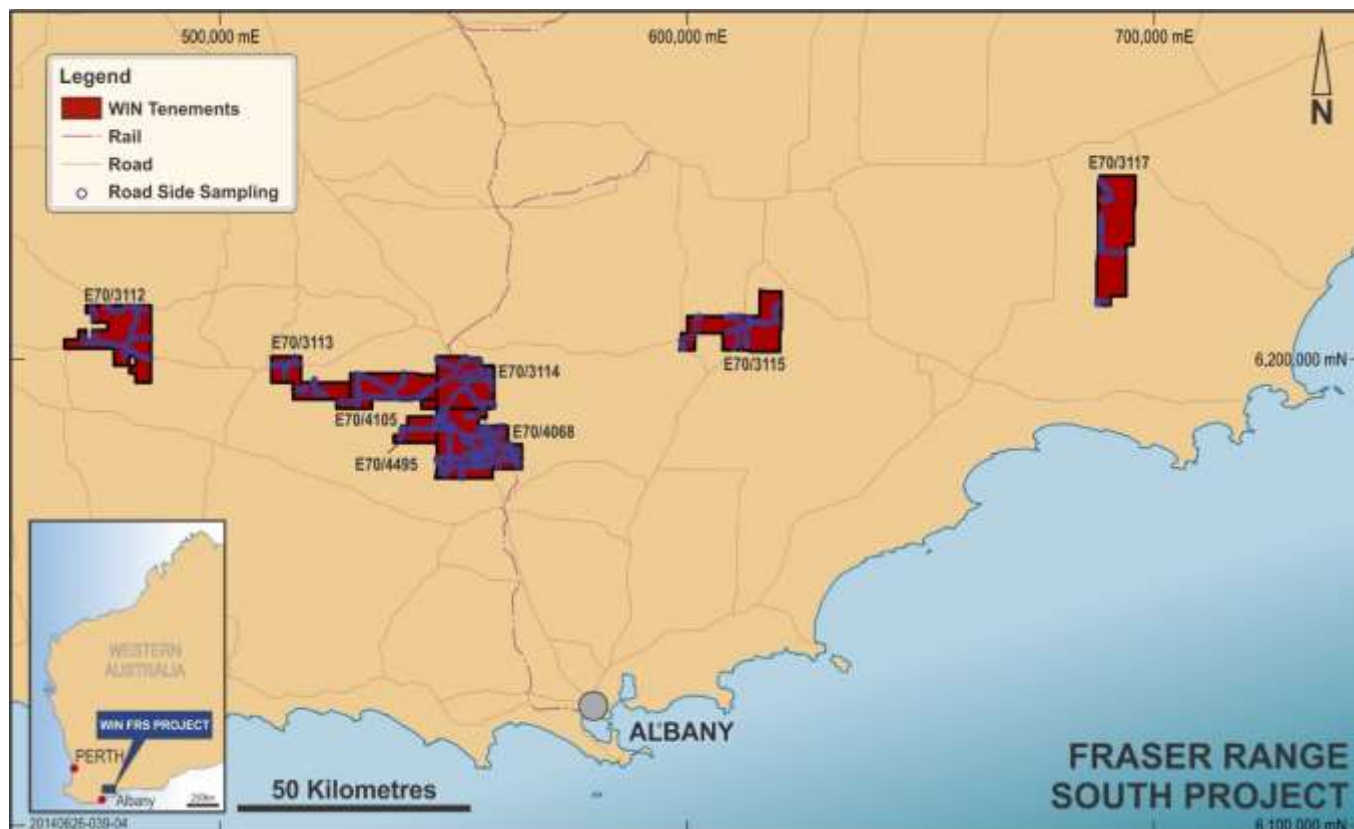 500,000 mE
600,000 mE
700,000 mE
Legend
WIN Tenements
Rail
Road
Road Side Sampling
N
E70/3117
E70/3112
E70/3113
E70/3114
E70/3115
6,200,000 mN
E70/4105
E70/4068
E70/4495
WESTERN
AUSTRALIA
WIN FRS PROJECT
PERTH
Albany
50 Kilometres
ALBANY
FRASER RANGE
SOUTH PROJECT
20140626-039-04
6,100,000 mN